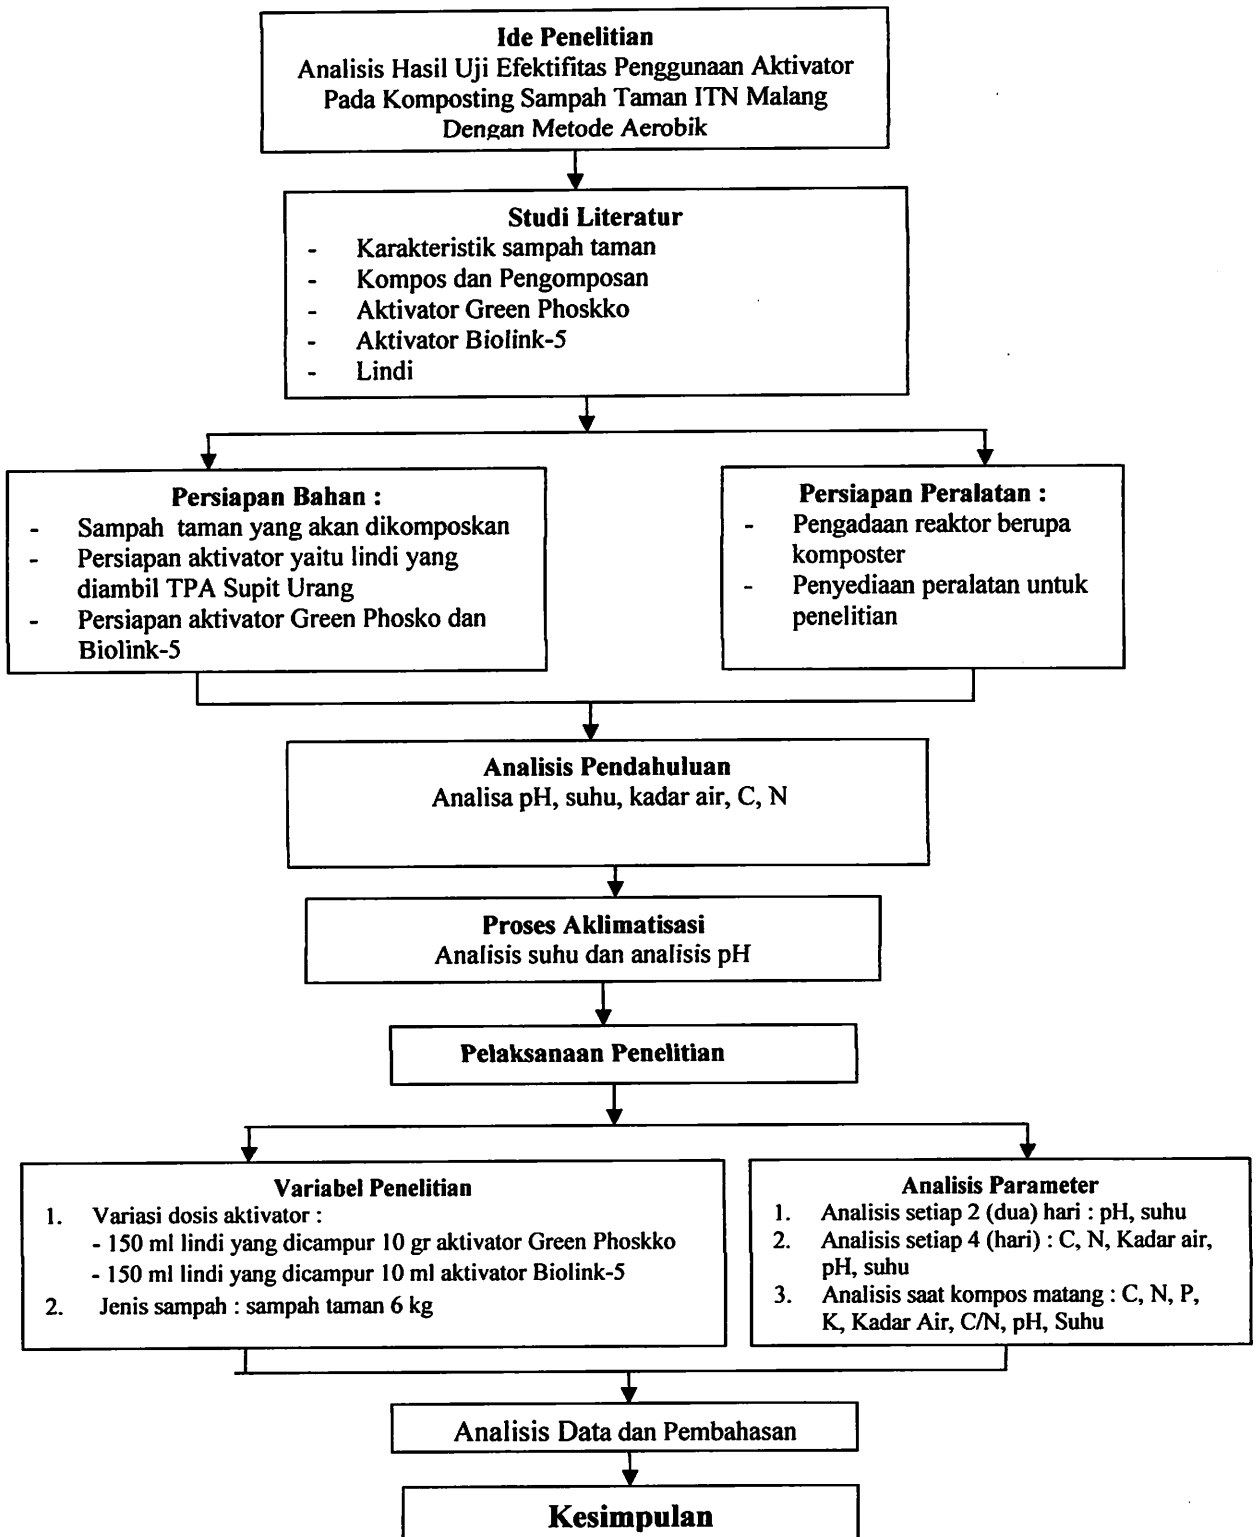 Ide Penelitian
Analisis Hasil Uji Efektifitas Penggunaan Aktivator
Pada Komposting Sampah Taman ITN Malang
Dengan Metode Aerobik
Studi Literatur
- Karakteristik sampah taman
- Kompos dan Pengomposan
- Aktivator Green Phoskko
- Aktivator Biolink-5
- Lindi
Persiapan Bahan :
- Sampah taman yang akan dikomposkan
- Persiapan aktivator yaitu lindi yang
diambil TPA Supit Urang
- Persiapan aktivator Green Phosko dan
Biolink-5
Persiapan Peralatan :
- Pengadaan reaktor berupa
komposter
- Penyediaan peralatan untuk
penelitian
Analisis Pendahuluan
Analisa pH, suhu, kadar air, C, N
Proses Aklimatisasi
Analisis suhu dan analisis pH
Pelaksanaan Penelitian
Variabel Penelitian
1. Variasi dosis aktivator :
- 150 ml lindi yang dicampur 10 gr aktivator Green Phoskko
- 150 ml lindi yang dicampur 10 ml aktivator Biolink-5
2. Jenis sampah : sampah taman 6 kg
Analisis Parameter
1. Analisis setiap 2 (dua) hari : pH, suhu
2. Analisis setiap 4 (hari) : C, N, Kadar air,
pH, suhu
3. Analisis saat kompos matang : C, N, P,
K, Kadar Air, C/N, pH, Suhu
Analisis Data dan Pembahasan
Kesimpulan